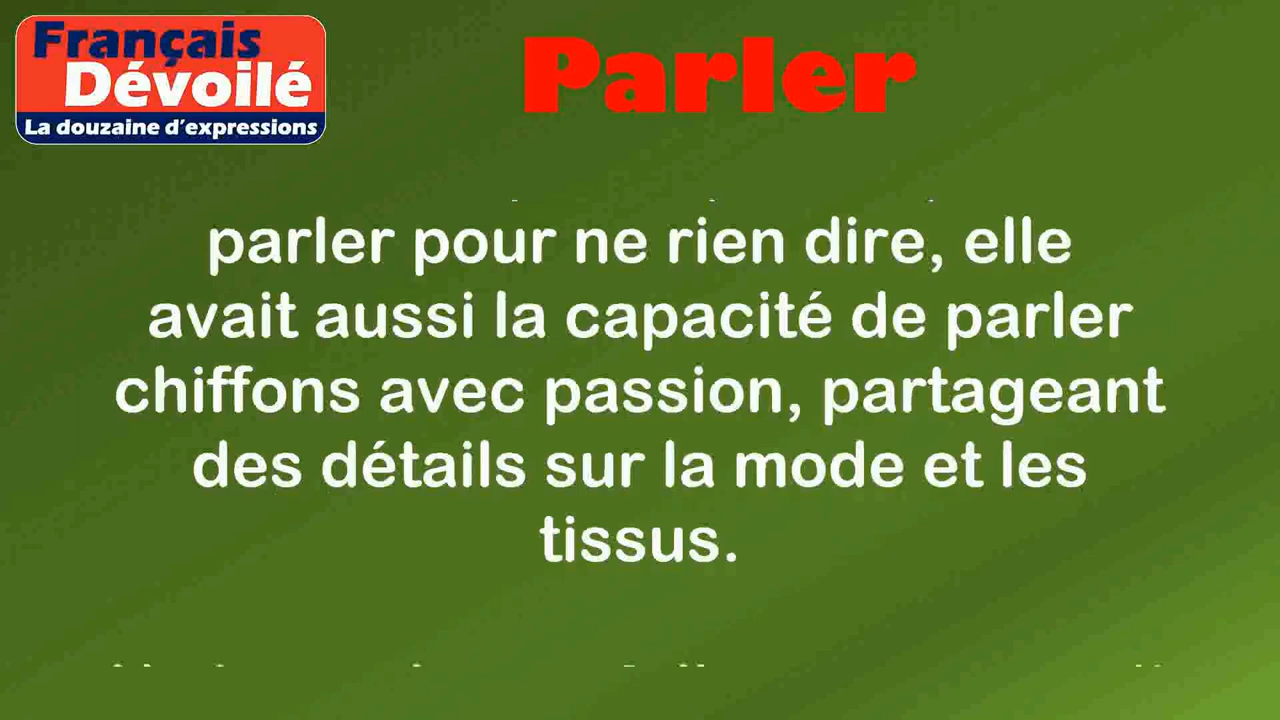 Français
Dévoilé
La douzaine d'expressions
Parler
parler pour ne rien dire, elle
avait aussi la capacité de parler
chiffons avec passion, partageant
des détails sur la mode et les
tissus.